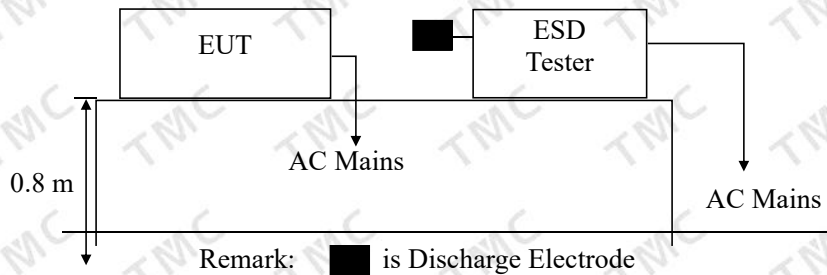 EUT
ESD
Tester
AC Mains
0.8 m
AC Mains
Remark: is Discharge Electrode
TMC